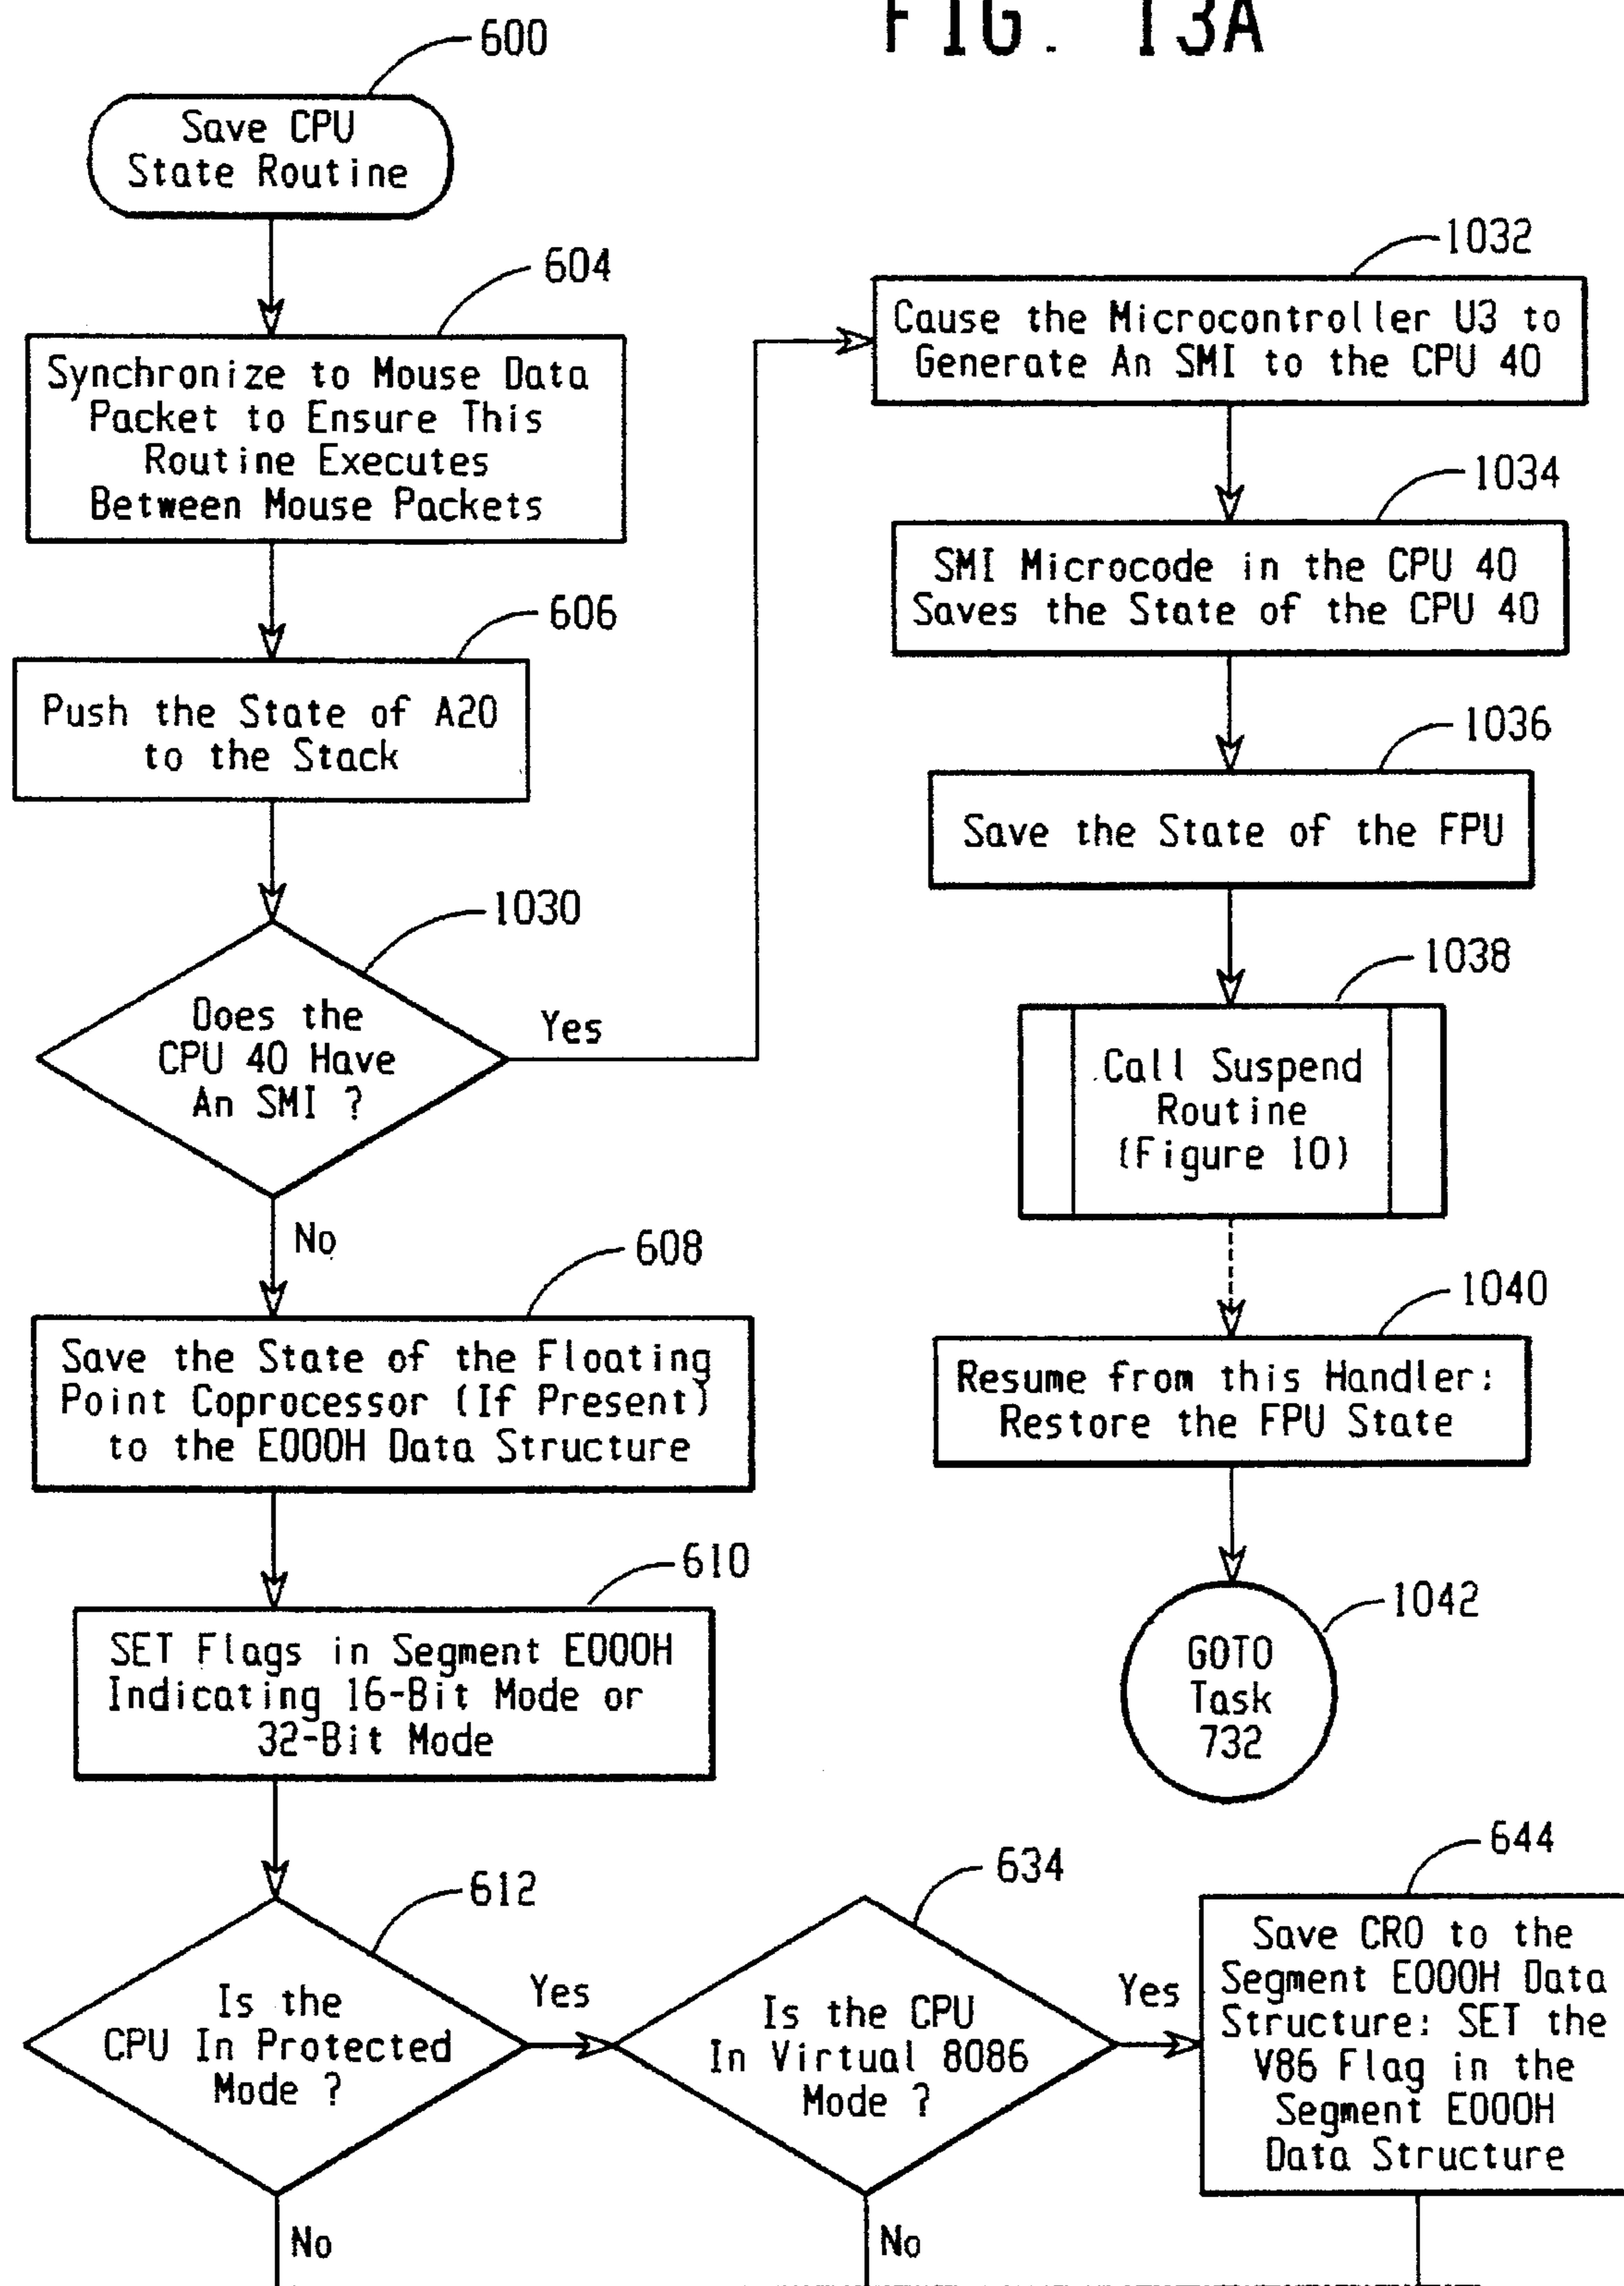 FIG. 13A
600
Save CPU
State Routine
604
Synchronize to Mouse Data
Packet to Ensure This
Routine Executes
Between Mouse Packets
606
Push the State of A20
to the Stack
1030
Does the
CPU 40 Have
An SMI ?
Yes
No
1032
Cause the Microcontroller U3 to
Generate An SMI to the CPU 40
1034
SMI Microcode in the CPU 40
Saves the State of the CPU 40
1036
Save the State of the FPU
1038
Call Suspend
Routine
(Figure 10)
1040
Resume from this Handler:
Restore the FPU State
1042
GOTO
Task
732
608
Save the State of the Floating
Point Coprocessor (If Present)
to the E000H Data Structure
610
SET Flags in Segment E000H
Indicating 16-Bit Mode or
32-Bit Mode
612
Is the
CPU In Protected
Mode ?
Yes
No
634
Is the CPU
In Virtual 8086
Mode ?
Yes
No
644
Save CR0 to the
Segment E000H Data
Structure: SET the
V86 Flag in the
Segment E000H
Data Structure